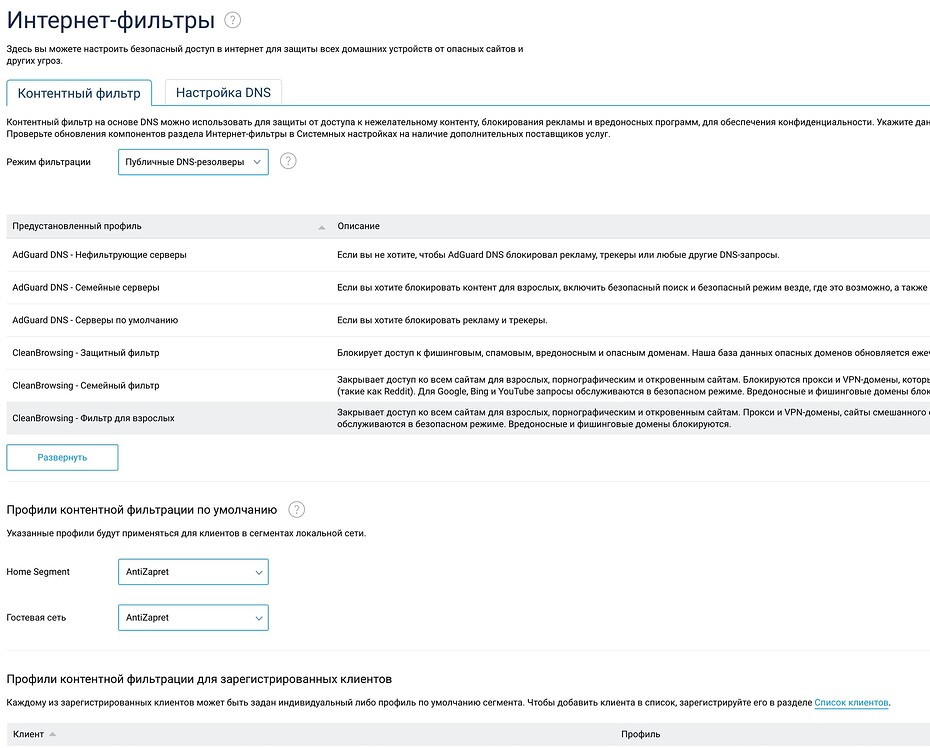 Интернет-фильтры ?
Здесь вы можете настроить безопасный доступ в интернет для защиты всех домашних устройств от опасных сайтов и
других угроз.
Контентный фильтр Настройка DNS
Контентный фильтр на основе DNS можно использовать для защиты от доступа к нежелательному контенту, блокирования рекламы и вредоносных программ, для обеспечения конфиденциальности. Укажите дан
Проверьте обновления компонентов раздела Интернет-фильтры в Системных настройках на наличие дополнительных поставщиков услуг.
Режим фильтрации Публичные DNS-резолверы ?
Предустановленный профиль Описание
AdGuard DNS - Нефильтрующие серверы Если вы не хотите, чтобы AdGuard DNS блокировал рекламу, трекеры или любые другие DNS-запросы.
AdGuard DNS - Семейные серверы Если вы хотите блокировать контент для взрослых, включить безопасный поиск и безопасный режим везде, где это возможно, а также
AdGuard DNS - Серверы по умолчанию Если вы хотите блокировать рекламу и трекеры.
CleanBrowsing - Защитный фильтр Блокирует доступ к фишинговым, спамовым, вредоносным и опасным доменам. Наша база данных опасных доменов обновляется ежеч
CleanBrowsing - Семейный фильтр Закрывает доступ ко всем сайтам для взрослых, порнографическим и откровенным сайтам. Блокируются прокси и VPN-домены, которы
(такие как Reddit). Для Google, Bing и YouTube запросы обслуживаются в безопасном режиме. Вредоносные и фишинговые домены блок
CleanBrowsing - Фильтр для взрослых Закрывает доступ ко всем сайтам для взрослых, порнографическим и откровенным сайтам. Прокси и VPN-домены, сайты смешанного с
обслуживаются в безопасном режиме. Вредоносные и фишинговые домены блокируются.
Развернуть
Профили контентной фильтрации по умолчанию ?
Указанные профили будут применяться для клиентов в сегментах локальной сети.
Home Segment AntiZapret
Гостевая сеть AntiZapret
Профили контентной фильтрации для зарегистрированных клиентов
Каждому из зарегистрированных клиентов может быть задан индивидуальный либо профиль по умолчанию сегмента. Чтобы добавить клиента в список, зарегистрируйте его в разделе Список клиентов.
Клиент Профиль